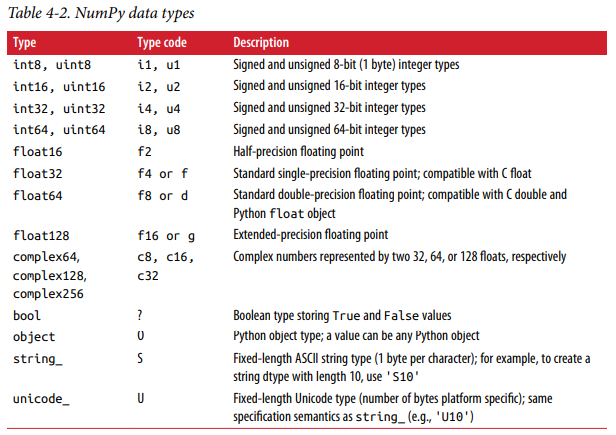 Table 4-2. NumPy data types
Type Type code Description
int8, uint8 i1, u1 Signed and unsigned 8-bit (1 byte) integer types
int16, uint16 i2, u2 Signed and unsigned 16-bit integer types
int32, uint32 i4, u4 Signed and unsigned 32-bit integer types
int64, uint64 i8, u8 Signed and unsigned 64-bit integer types
float16 f2 Half-precision floating point
float32 f4 or f Standard single-precision floating point; compatible with C float
float64 f8 or d Standard double-precision floating point; compatible with C double and
Python float object
float128 f16 or g Extended-precision floating point
complex64, c8, c16, Complex numbers represented by two 32, 64, or 128 floats, respectively
complex128, c32
complex256
bool ? Boolean type storing True and False values
object O Python object type; a value can be any Python object
string_ S Fixed-length ASCII string type (1 byte per character); for example, to create a
string dtype with length 10, use 'S10'
unicode_ U Fixed-length Unicode type (number of bytes platform specific); same
specification semantics as string_ (e.g., 'U10')